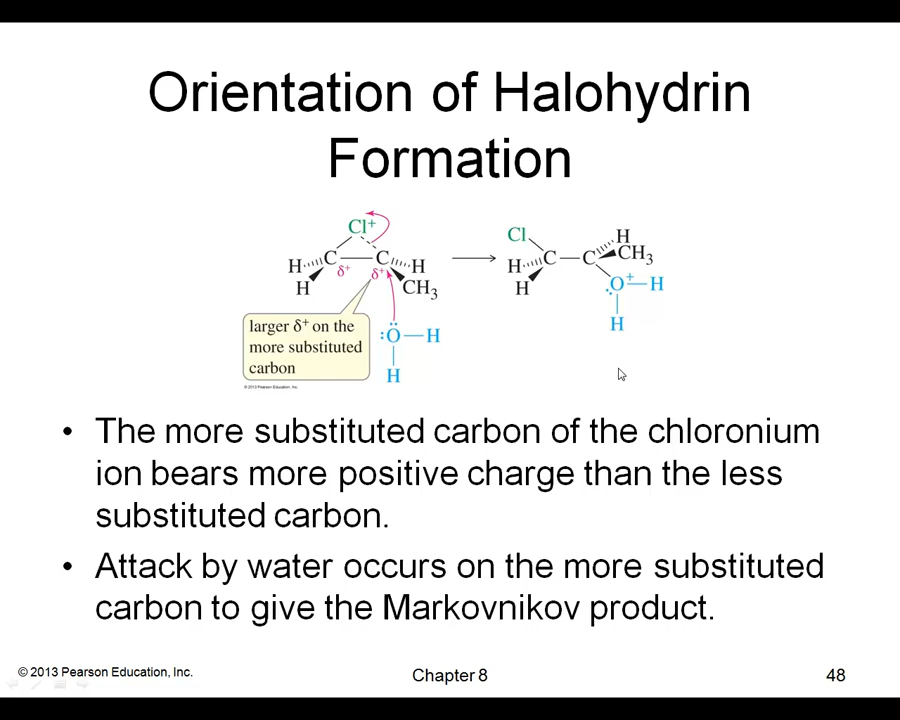 Orientation of Halohydrin
Formation
Cl+
H C C H
δ+ δ+
H CH3
larger δ+ on the
more substituted
carbon
:Ö—H
H
© 2013 Pearson Education, Inc.
Cl H
H C—C CH3
H :O+—H
H
• The more substituted carbon of the chloronium
ion bears more positive charge than the less
substituted carbon.
• Attack by water occurs on the more substituted
carbon to give the Markovnikov product.
© 2013 Pearson Education, Inc.
Chapter 8
48